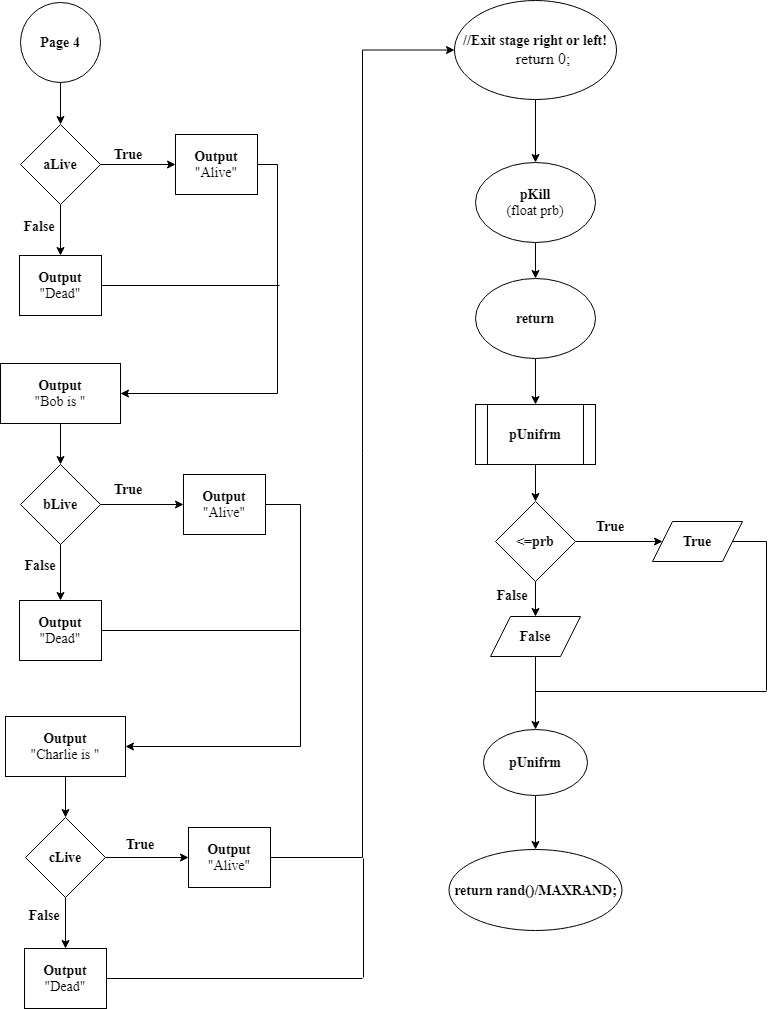 Page 4
aLive
True
Output
"Alive"
False
Output
"Dead"
Output
"Bob is "
bLive
True
Output
"Alive"
False
Output
"Dead"
Output
"Charlie is "
cLive
True
Output
"Alive"
False
Output
"Dead"
//Exit stage right or left!
return 0;
pKill
(float prb)
return
pUnifrm
<=prb
True
True
False
False
pUnifrm
return rand()/MAXRAND;